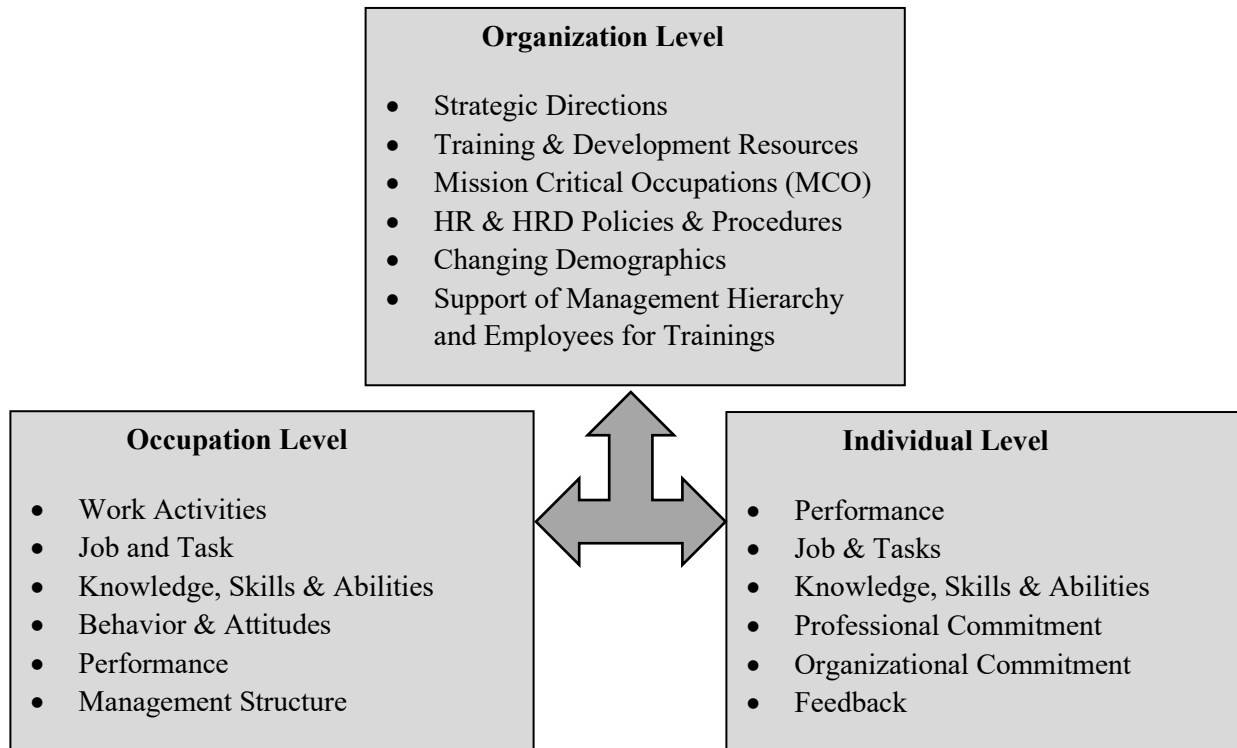 Organization Level
• Strategic Directions
• Training & Development Resources
• Mission Critical Occupations (MCO)
• HR & HRD Policies & Procedures
• Changing Demographics
• Support of Management Hierarchy
and Employees for Trainings
Occupation Level
• Work Activities
• Job and Task
• Knowledge, Skills & Abilities
• Behavior & Attitudes
• Performance
• Management Structure
Individual Level
• Performance
• Job & Tasks
• Knowledge, Skills & Abilities
• Professional Commitment
• Organizational Commitment
• Feedback